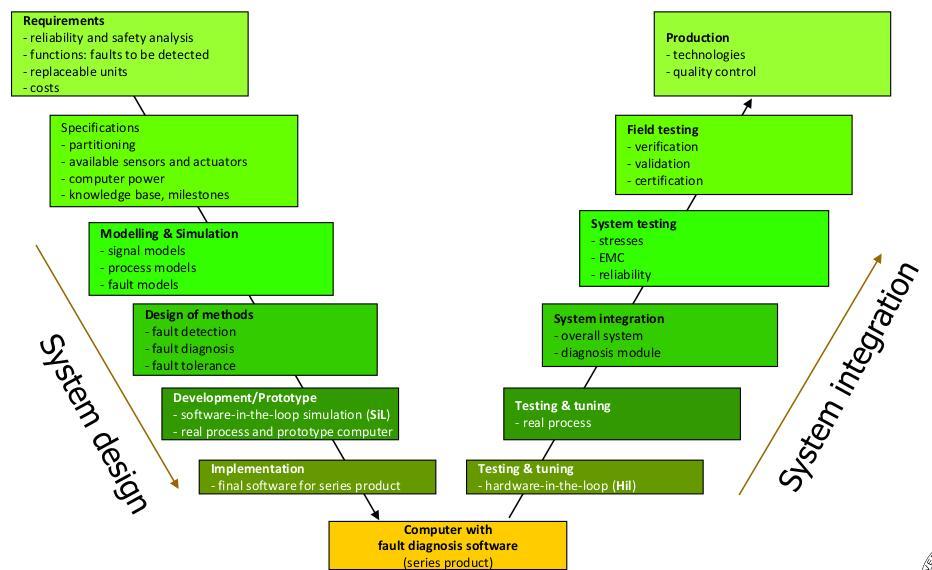 Requirements
- reliability and safety analysis
- functions: faults to be detected
- replaceable units
- costs
Specifications
- partitioning
- available sensors and actuators
- computer power
- knowledge base, milestones
Modelling & Simulation
- signal models
- process models
- fault models
Design of methods
- fault detection
- fault diagnosis
- fault tolerance
Development/Prototype
- software-in-the-loop simulation (SiL)
- real process and prototype computer
Implementation
- final software for series product
System design
Computer with
fault diagnosis software
(series product)
Testing & tuning
- hardware-in-the-loop (Hil)
Testing & tuning
- real process
System integration
- overall system
- diagnosis module
System testing
- stresses
- EMC
- reliability
Field testing
- verification
- validation
- certification
Production
- technologies
- quality control
System integration